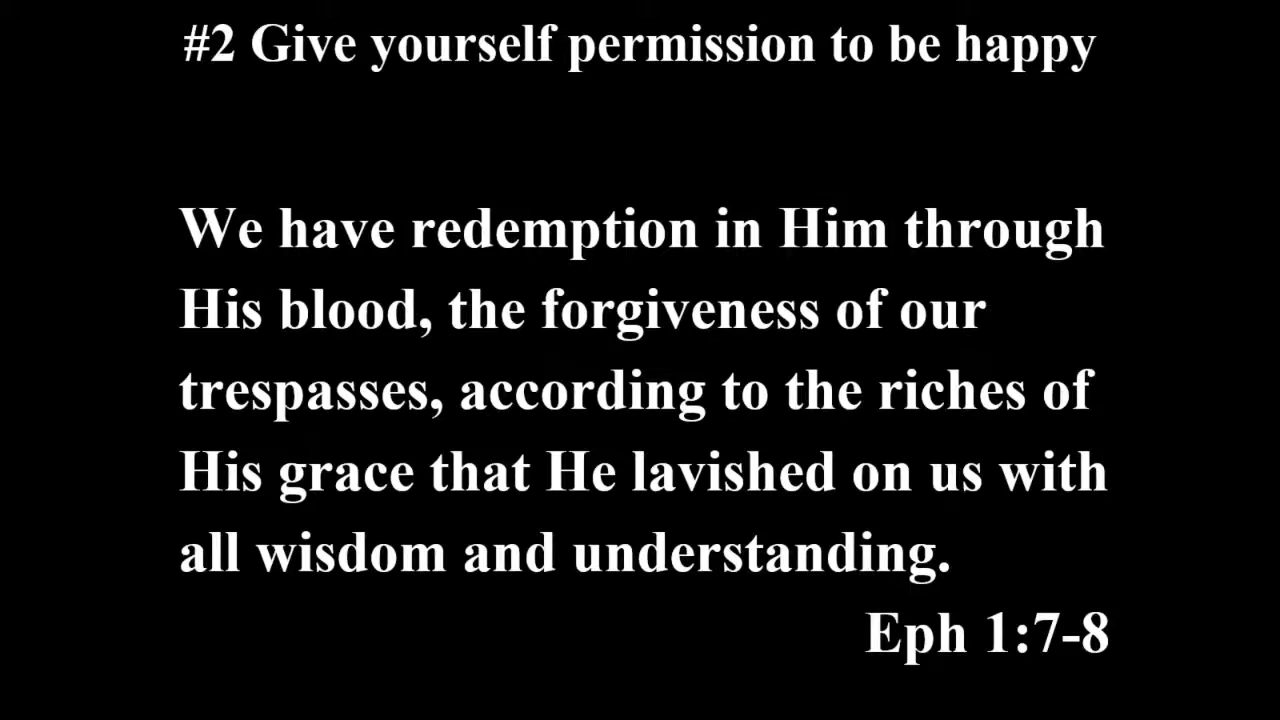 #2 Give yourself permission to be happy
We have redemption in Him through
His blood, the forgiveness of our
trespasses, according to the riches of
His grace that He lavished on us with
all wisdom and understanding.
Eph 1:7-8